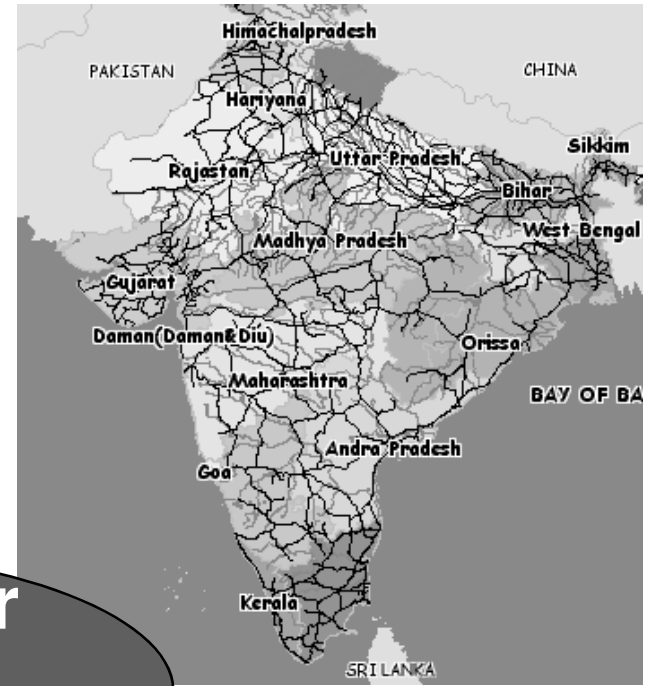 Himachalpradesh
PAKISTAN
CHINA
Hariyana
Sikkim
Uttar Pradesh
Rajastan
Bihar
West Bengal
Madhya Pradesh
Gujarat
Daman(Daman&Diu)
Orissa
Maharashtra
BAY OF BA
Andra Pradesh
Goa
Kerala
r
SRI LANKA